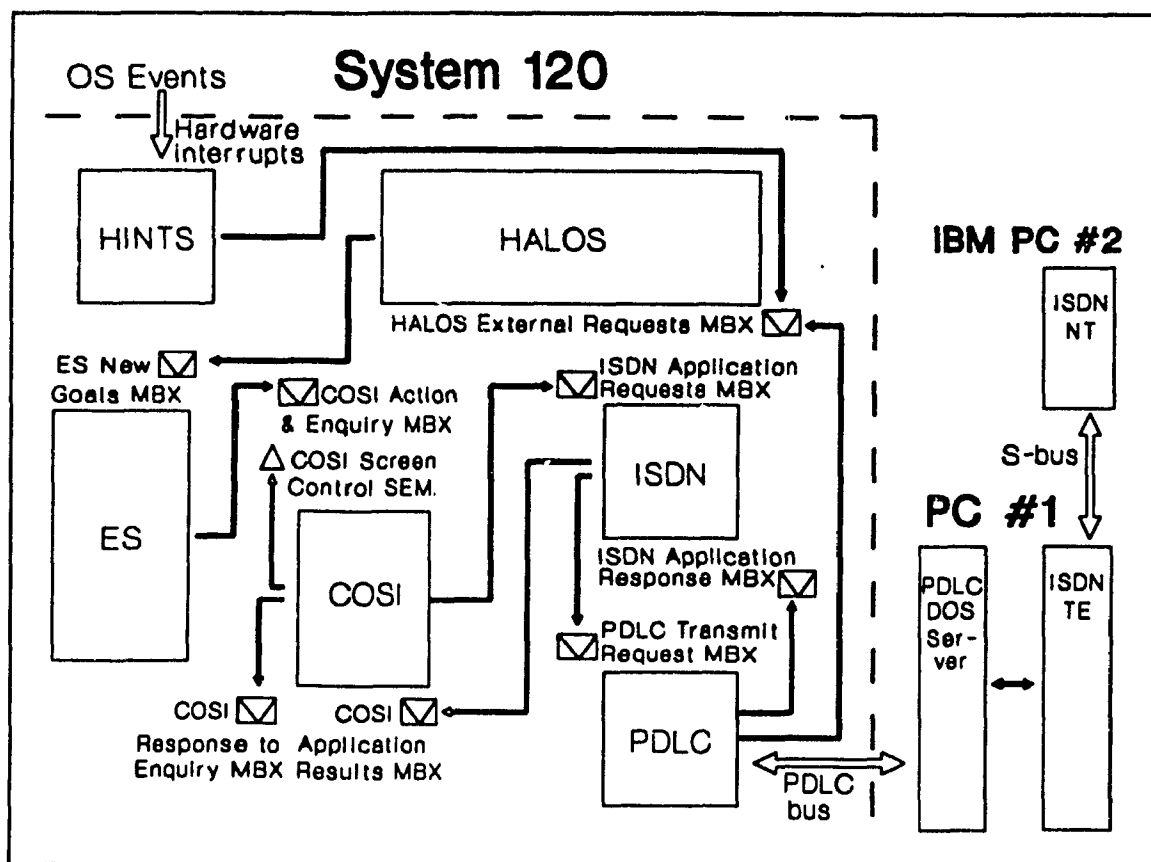 System 120
OS Events
Hardware
interrupts
HINTS
HALOS
IBM PC #2
ISDN
NT
HALOS External Requests MBX
ES New
Goals MBX
COSI Action
& Enquiry MBX
ISDN Application
Requests MBX
COSI Screen
Control SEM.
ISDN
S-bus
ES
COSI
PC #1
ISDN Application
Response MBX
PDLC
DOS
Ser-
ver
ISDN
TE
PDLC Transmit
Request MBX
COSI
Response to
Enquiry MBX
COSI
Application
Results MBX
PDLC
PDLC
bus